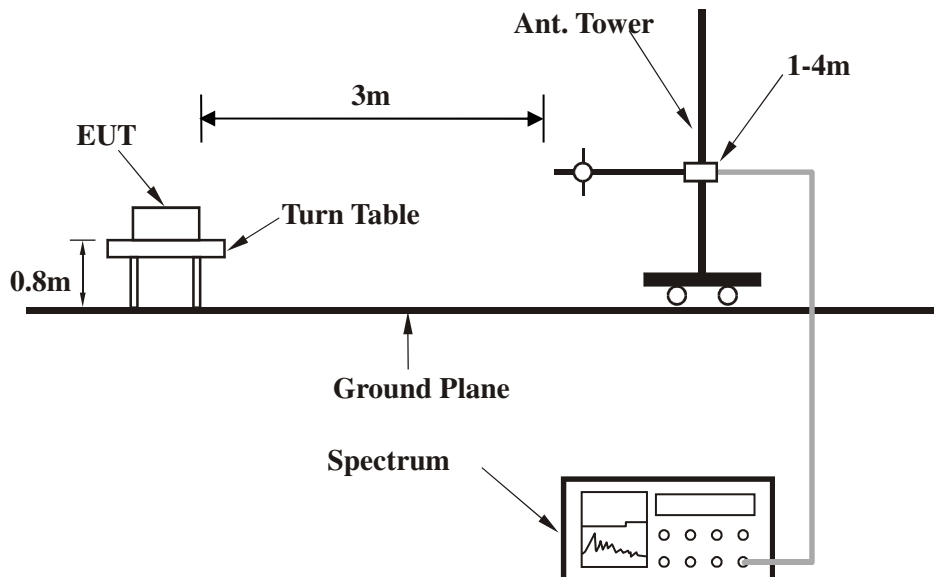 Ant. Tower
1-4m
3m
EUT
Turn Table
0.8m
Ground Plane
Spectrum